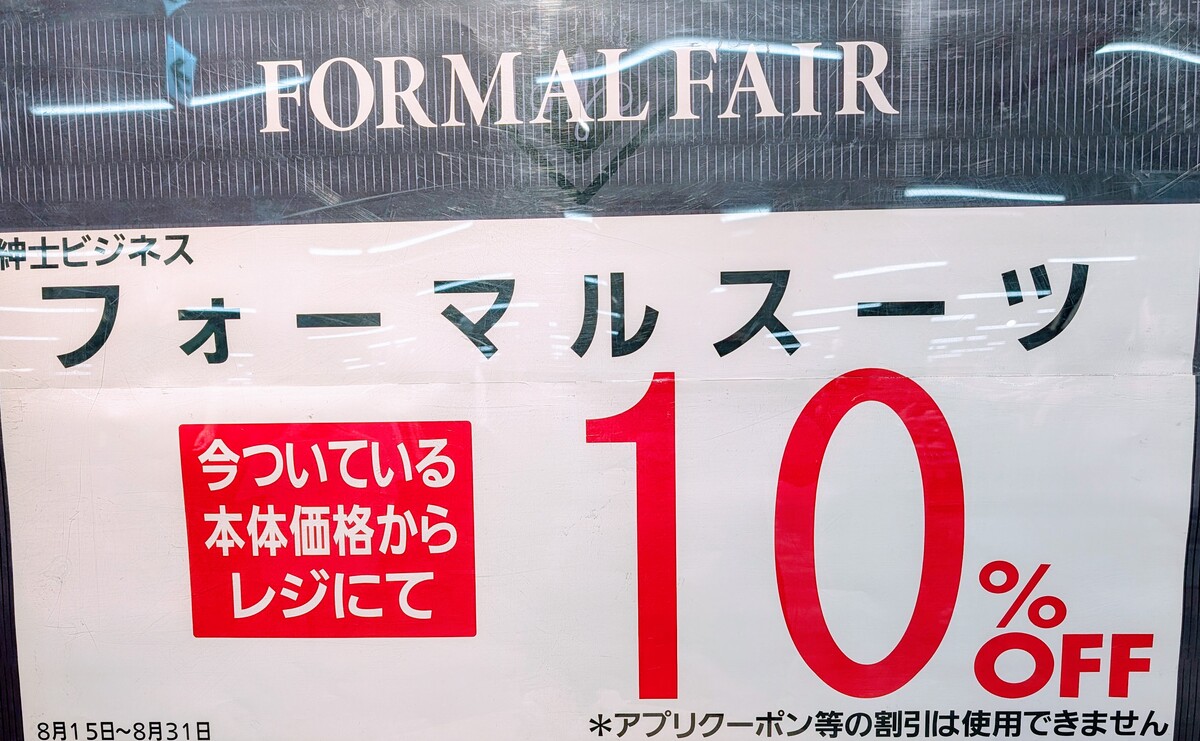 FORMAL FAIR
紳士ビジネス
フォーマルスーツ
今ついている
本体価格から
レジにて
10%OFF
8月15日~8月31日
*アプリクーポン等の割引は使用できません